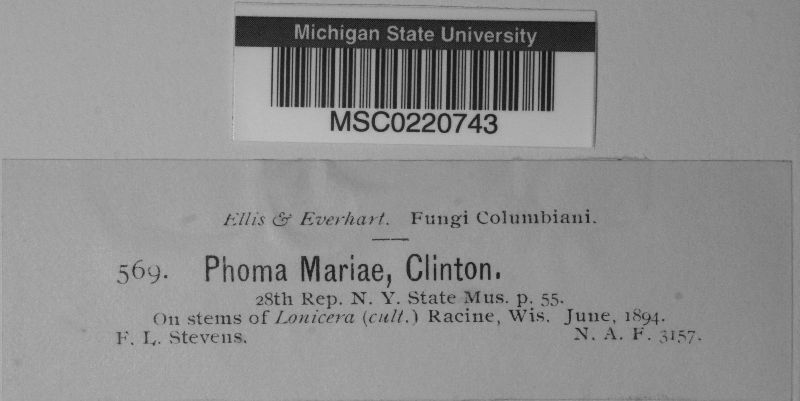 Michigan State University
MSC0220743
Ellis & Everhart. Fungi Columbiani.
569. Phoma Mariae, Clinton.
28th Rep. N. Y. State Mus. p. 55.
On stems of Lonicera (cult.) Racine, Wis. June, 1894.
F. L. Stevens. N. A. F. 3157.